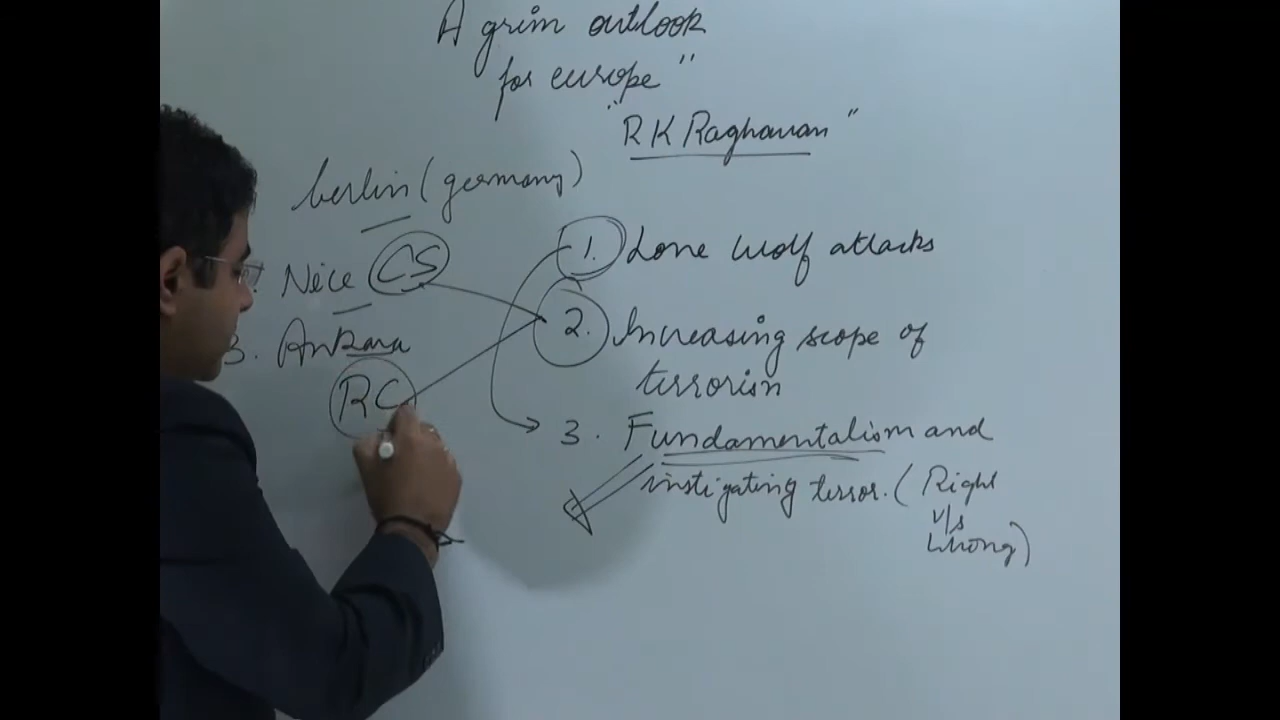 A grim outlook
for europe"
"RK Raghavan"
berlin (germany)
Nice CS
3. Ankara
RC
1. Lone wolf attacks
2. Increasing scope of
terrorism
3. Fundamentalism and
instigating terror. (Right
v/s
wrong)